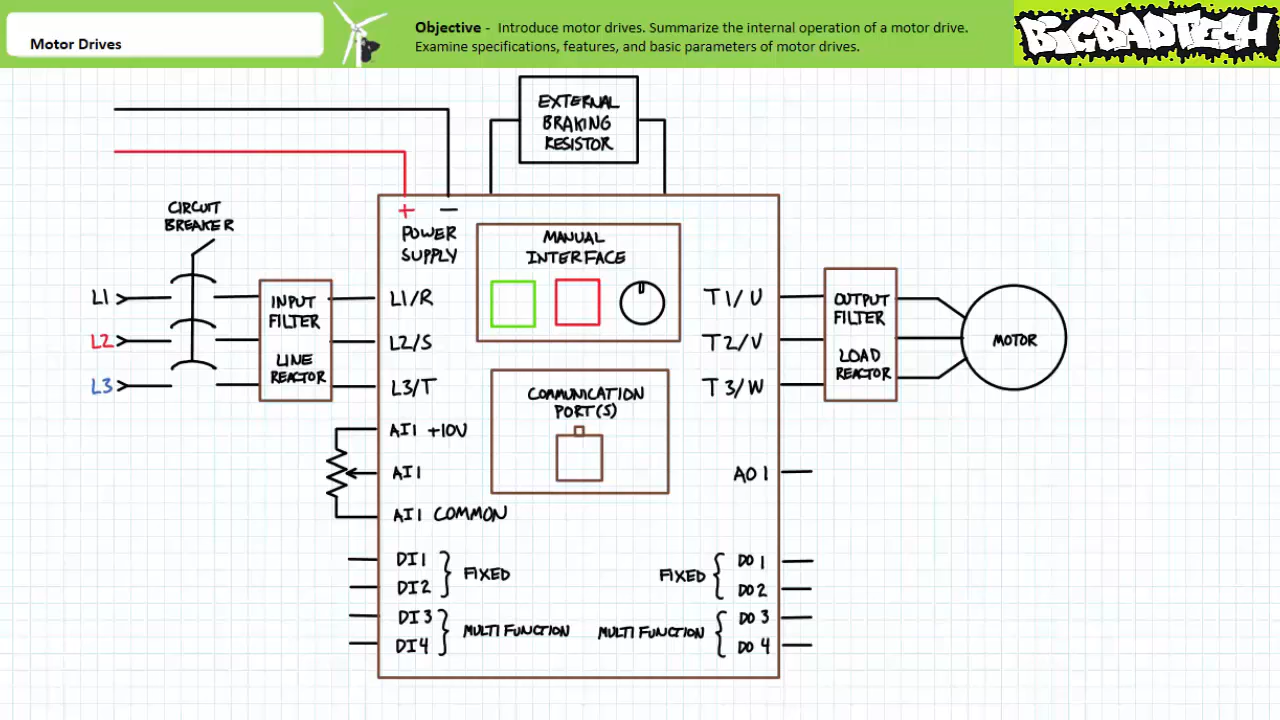 Motor Drives
Objective - Introduce motor drives. Summarize the internal operation of a motor drive.
Examine specifications, features, and basic parameters of motor drives.
BIGBADTECH
EXTERNAL
BRAKING
RESISTOR
CIRCUIT
BREAKER
+ −
POWER
SUPPLY
MANUAL
INTERFACE
L1
L2
L3
INPUT
FILTER
LINE
REACTOR
L1/R
L2/S
L3/T
T1/U
T2/V
T3/W
OUTPUT
FILTER
LOAD
REACTOR
MOTOR
COMMUNICATION
PORT(S)
AI1 +10V
AI1
AI1 COMMON
AO1
DI1
DI2
FIXED
DI3
DI4
MULTI FUNCTION
FIXED
DO1
DO2
MULTI FUNCTION
DO3
DO4